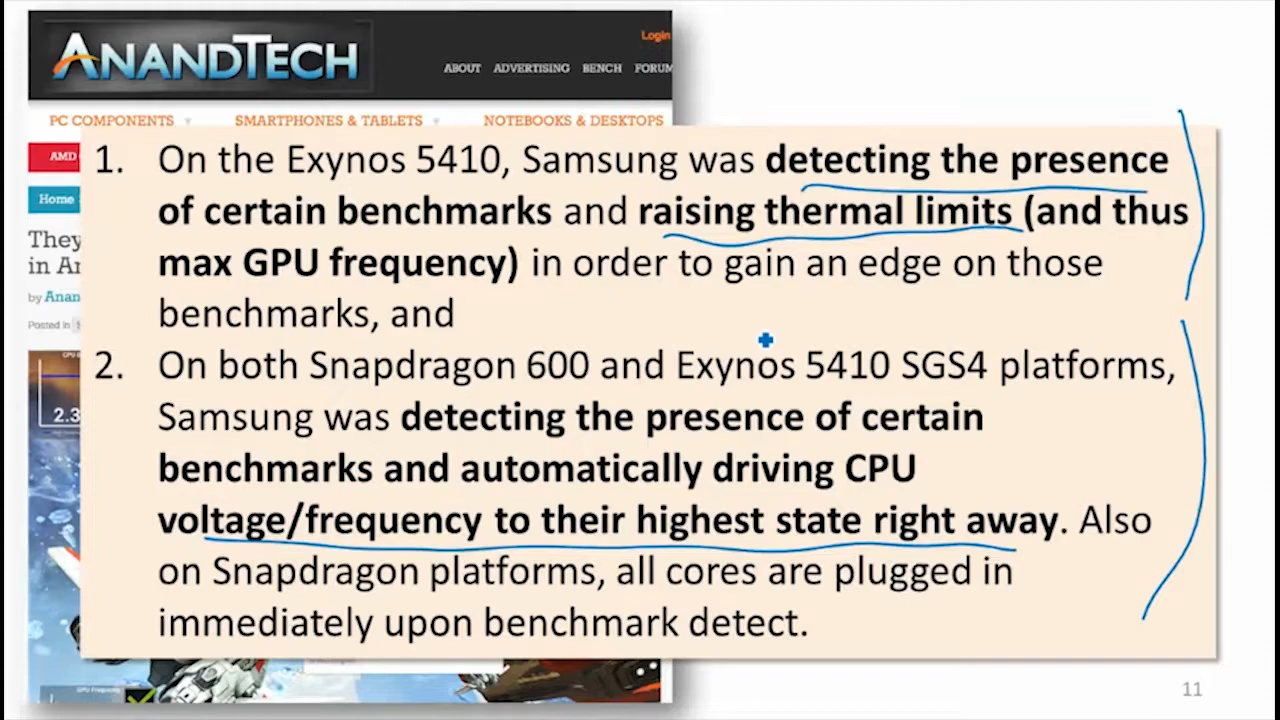 ANANDTECH
Login
ABOUT ADVERTISING BENCH FORUM
PC COMPONENTS SMARTPHONES & TABLETS NOTEBOOKS & DESKTOPS
AMD
1. On the Exynos 5410, Samsung was detecting the presence
Home
of certain benchmarks and raising thermal limits (and thus
They
in Ar
max GPU frequency) in order to gain an edge on those
by Anan
benchmarks, and
Posted in
2. On both Snapdragon 600 and Exynos 5410 SGS4 platforms,
Samsung was detecting the presence of certain
2.3
benchmarks and automatically driving CPU
voltage/frequency to their highest state right away. Also
on Snapdragon platforms, all cores are plugged in
immediately upon benchmark detect.
GPU Frequency
11